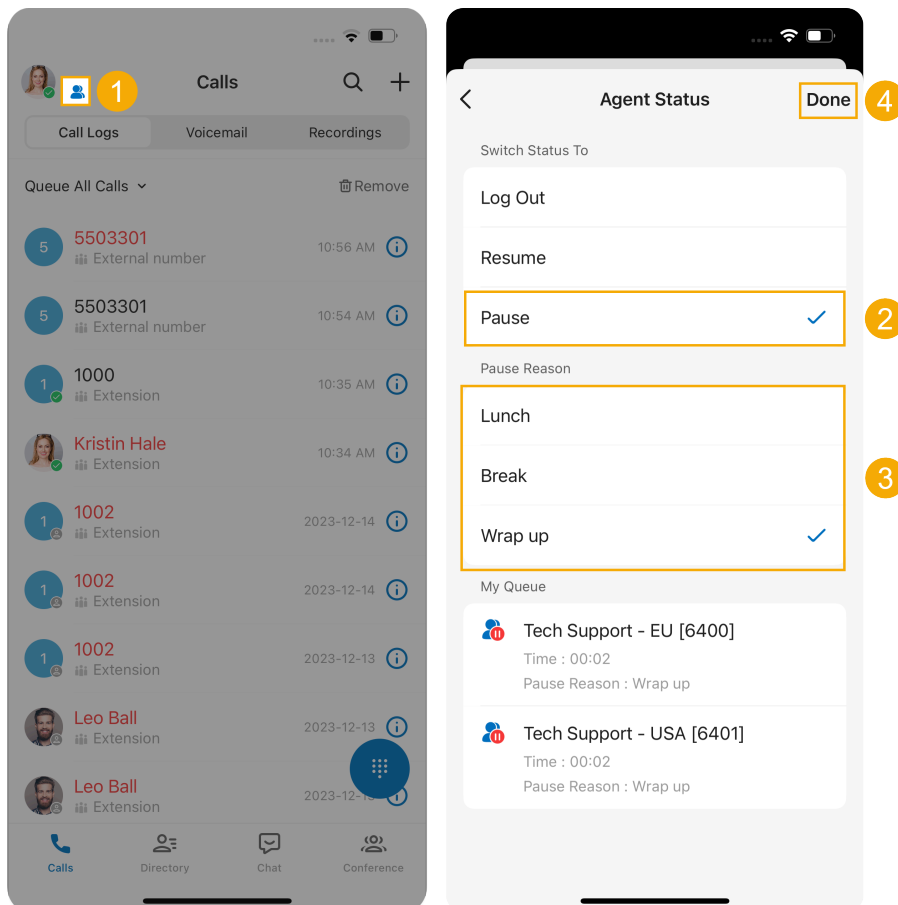 1
Calls
Call Logs
Voicemail
Recordings
Queue All Calls
Remove
5
5503301
External number
10:56 AM
5
5503301
External number
10:54 AM
1
1000
Extension
10:35 AM
Kristin Hale
Extension
10:34 AM
1
1002
Extension
2023-12-14
1
1002
Extension
2023-12-14
1
1002
Extension
2023-12-13
Leo Ball
Extension
2023-12-13
Leo Ball
Extension
Calls
Directory
Chat
Conference
Agent Status
Done
4
Switch Status To
Log Out
Resume
Pause
2
Pause Reason
Lunch
Break
3
Wrap up
My Queue
Tech Support - EU [6400]
Time : 00:02
Pause Reason : Wrap up
Tech Support - USA [6401]
Time : 00:02
Pause Reason : Wrap up